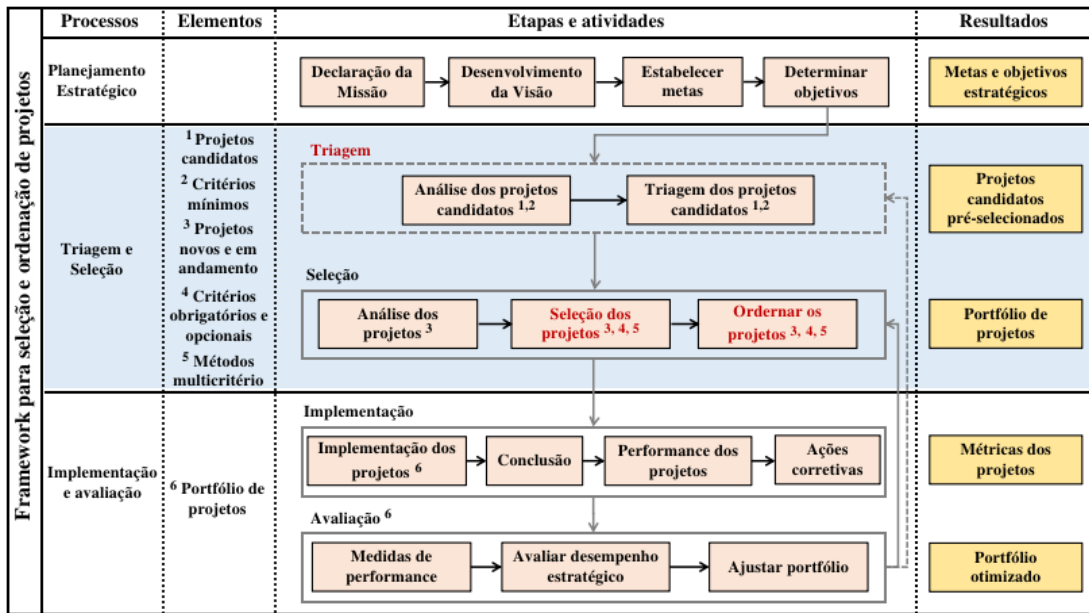 Framework para seleção e ordenação de projetos
Processos
Elementos
Etapas e atividades
Resultados
Planejamento
Estratégico
Declaração da
Missão
Desenvolvimento
da Visão
Estabelecer
metas
Determinar
objetivos
Metas e objetivos
estratégicos
Triagem e
Seleção
1 Projetos
candidatos
2 Critérios
mínimos
3 Projetos
novos e em
andamento
4 Critérios
obrigatórios e
opcionais
5 Métodos
multicritério
Triagem
Análise dos projetos
candidatos 1,2
Triagem dos projetos
candidatos 1,2
Projetos
candidatos
pré-selecionados
Seleção
Análise dos
projetos 3
Seleção dos
projetos 3, 4, 5
Ordernar os
projetos 3, 4, 5
Portfólio de
projetos
Implementação
e avaliação
6 Portfólio de
projetos
Implementação
Implementação dos
projetos 6
Conclusão
Performance dos
projetos
Ações
corretivas
Métricas dos
projetos
Avaliação 6
Medidas de
performance
Avaliar desempenho
estratégico
Ajustar portfólio
Portfólio
otimizado